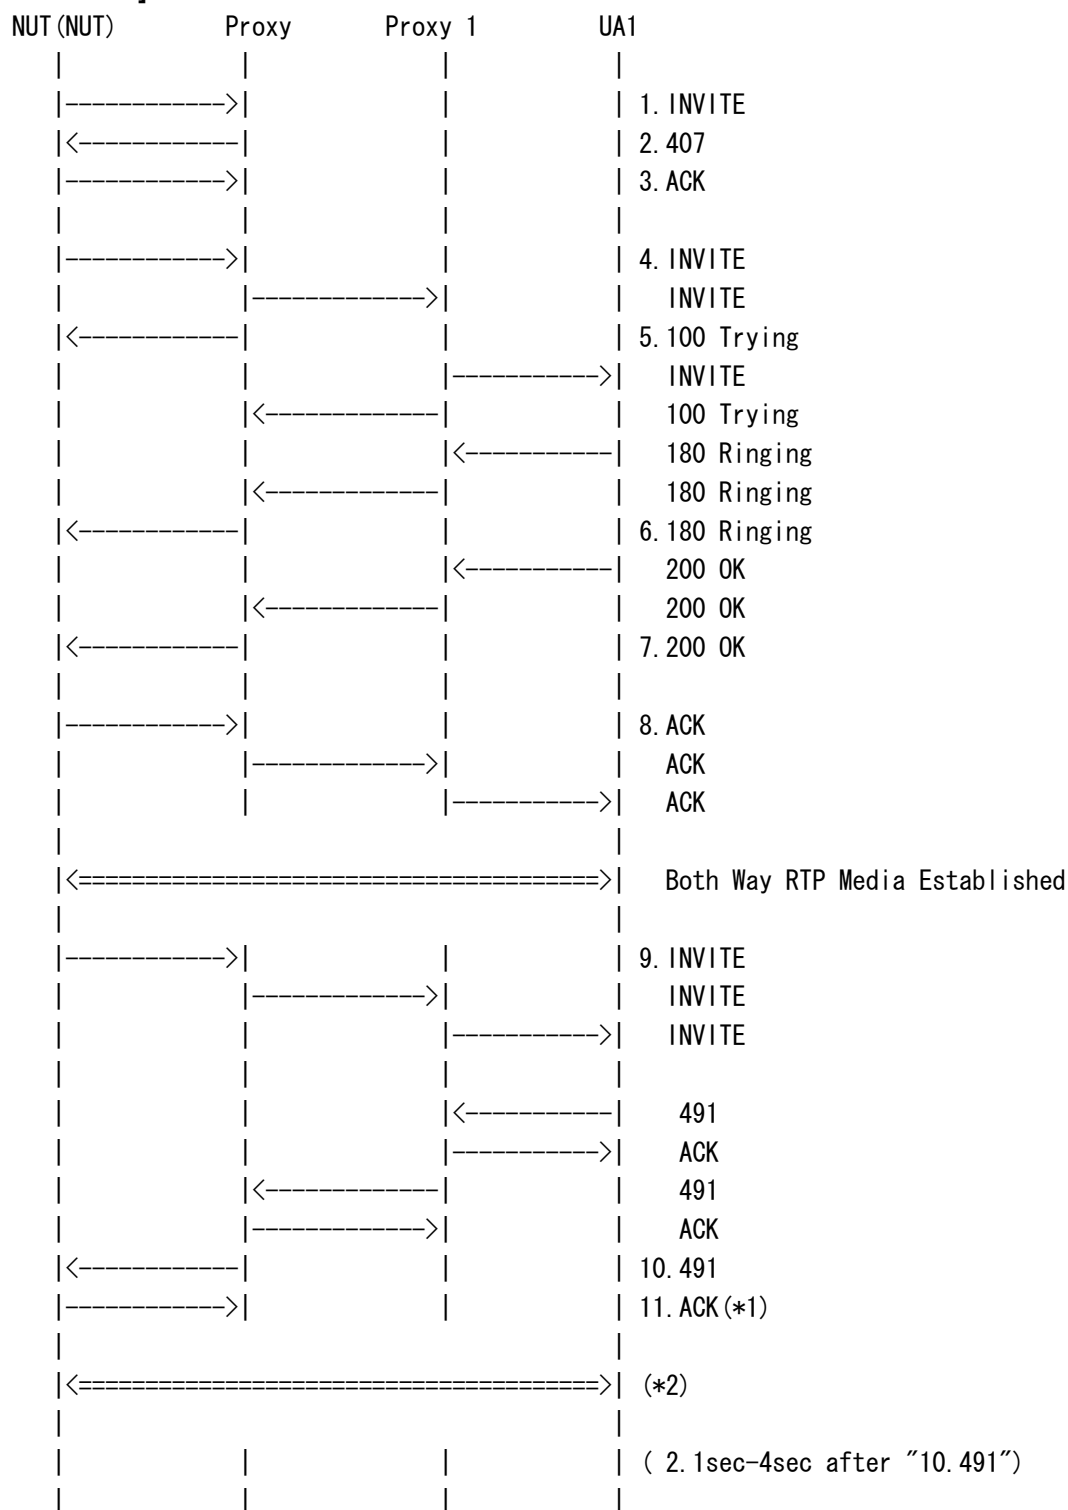 NUT(NUT)        Proxy       Proxy 1         UA1
   |              |              |            |
   |------------>|              |            | 1.INVITE
   |<------------|              |            | 2.407
   |------------>|              |            | 3.ACK
   |              |              |            |
   |------------>|              |            | 4.INVITE
   |              |------------->|            |   INVITE
   |<------------|              |            | 5.100 Trying
   |              |              |----------->|   INVITE
   |              |<-------------|            |   100 Trying
   |              |              |<-----------|   180 Ringing
   |              |<-------------|            |   180 Ringing
   |<------------|              |            | 6.180 Ringing
   |              |              |<-----------|   200 OK
   |              |<-------------|            |   200 OK
   |<------------|              |            | 7.200 OK
   |              |              |            |
   |------------>|              |            | 8.ACK
   |              |------------->|            |   ACK
   |              |              |----------->|   ACK
   |                                          |
   |<=======================================>|   Both Way RTP Media Established
   |                                          |
   |------------>|              |            | 9.INVITE
   |              |------------->|            |   INVITE
   |              |              |----------->|   INVITE
   |              |              |            |
   |              |              |<-----------|    491
   |              |              |----------->|    ACK
   |              |<-------------|            |    491
   |              |------------->|            |    ACK
   |<------------|              |            | 10.491
   |------------>|              |            | 11.ACK(*1)
   |                                          |
   |<=======================================>| (*2)
   |                                          |
   |              |              |            | ( 2.1sec-4sec after "10.491")
   |              |              |            |